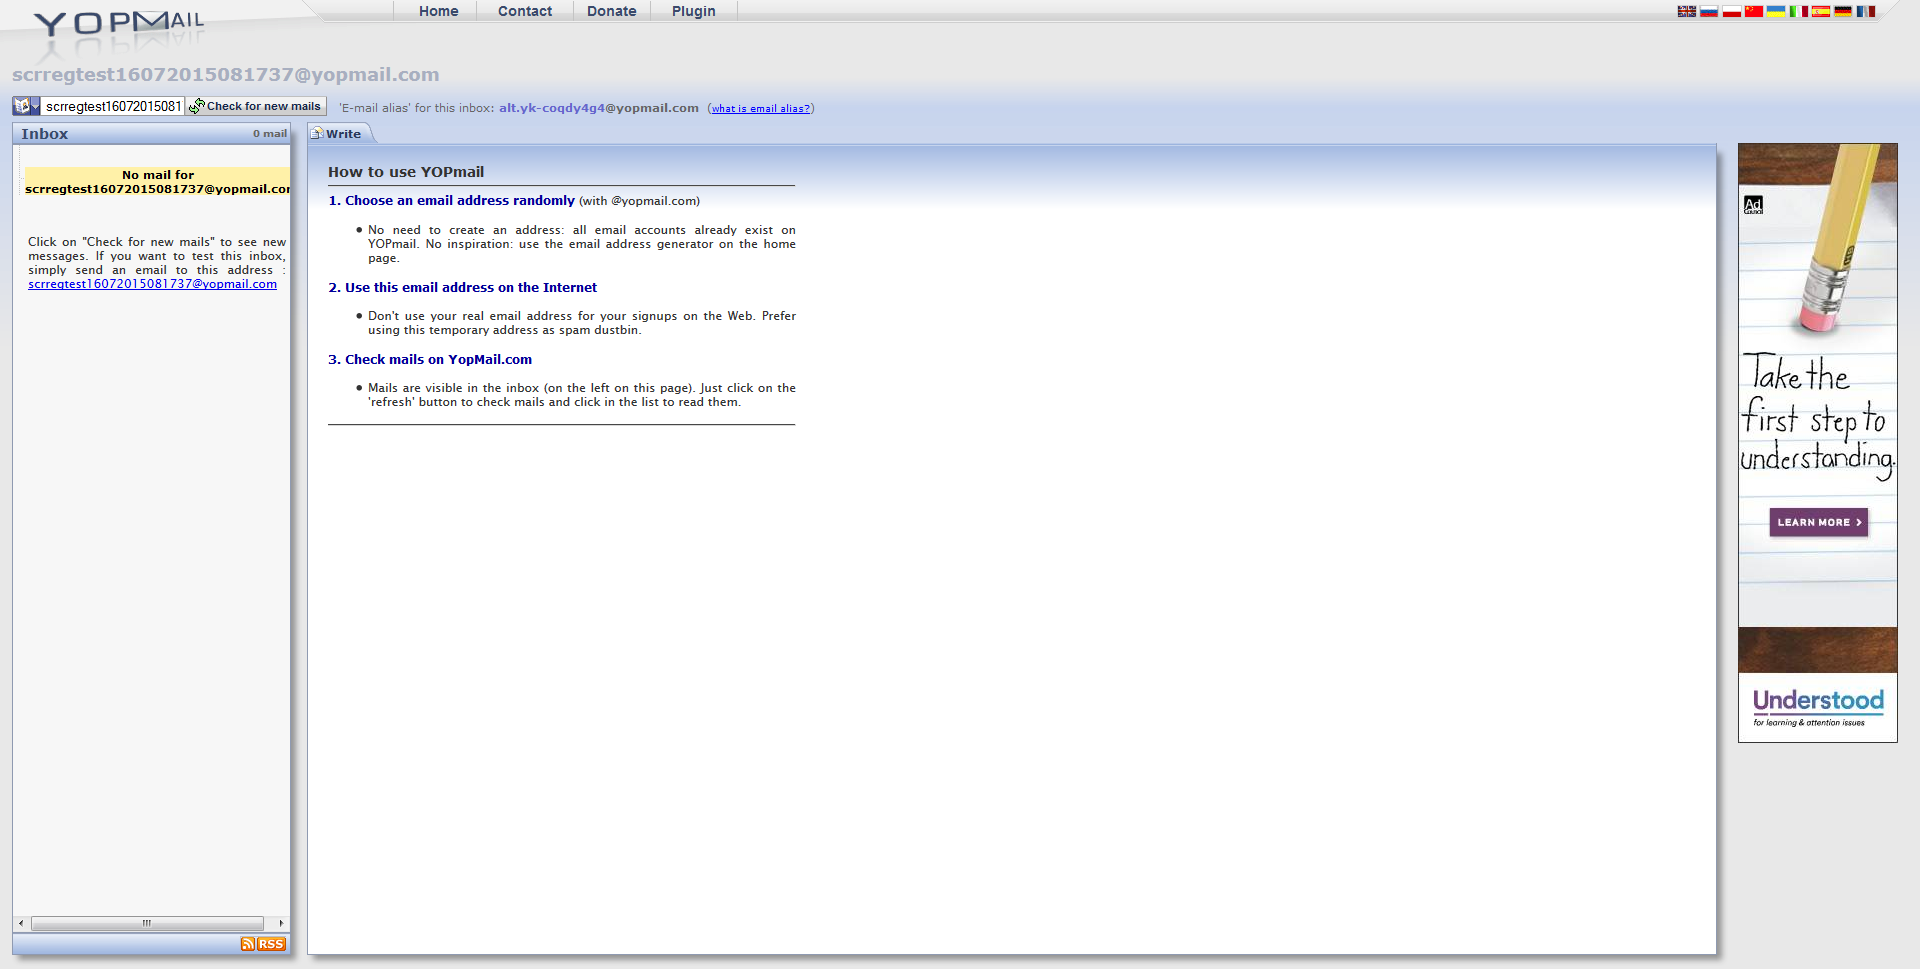 YOPMAIL
Home
Contact
Donate
Plugin
scrregtest16072015081737@yopmail.com
scrregtest16072015081
Check for new mails
'E-mail alias' for this inbox: alt.yk-coqdy4g4@yopmail.com (what is email alias?)
Inbox
0 mail
No mail for
scrregtest16072015081737@yopmail.com
Click on "Check for new mails" to see new
messages. If you want to test this inbox,
simply send an email to this address :
scrregtest16072015081737@yopmail.com
RSS
Write
How to use YOPmail
1. Choose an email address randomly (with @yopmail.com)
• No need to create an address: all email accounts already exist on
YOPmail. No inspiration: use the email address generator on the home
page.
2. Use this email address on the Internet
• Don't use your real email address for your signups on the Web. Prefer
using this temporary address as spam dustbin.
3. Check mails on YopMail.com
• Mails are visible in the inbox (on the left on this page). Just click on the
'refresh' button to check mails and click in the list to read them.
Ad
Council
Take the
first step to
understanding.
LEARN MORE >
Understood
for learning & attention issues